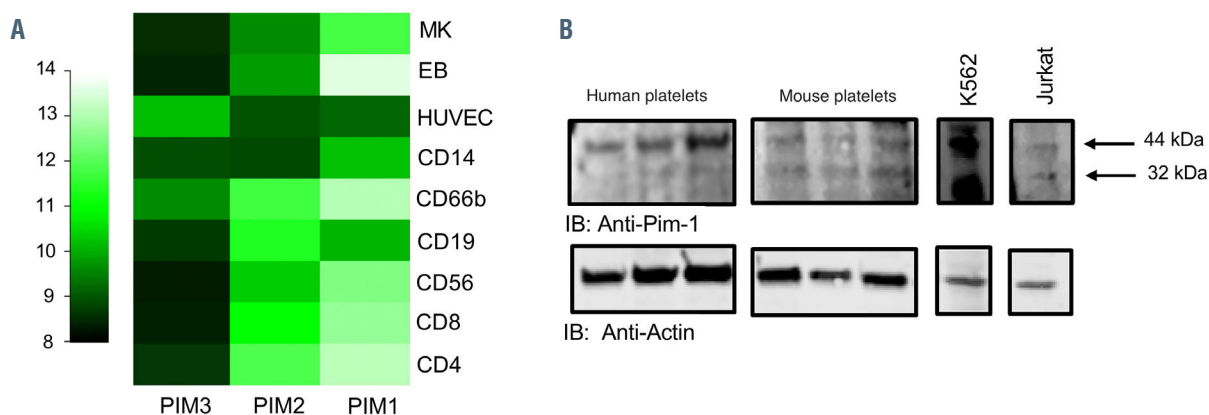 A
14
13
12
11
10
9
8
MK
EB
HUVEC
CD14
CD66b
CD19
CD56
CD8
CD4
PIM3 PIM2 PIM1
B
Human platelets
Mouse platelets
K562
Jurkat
44 kDa
32 kDa
IB: Anti-Pim-1
IB: Anti-Actin